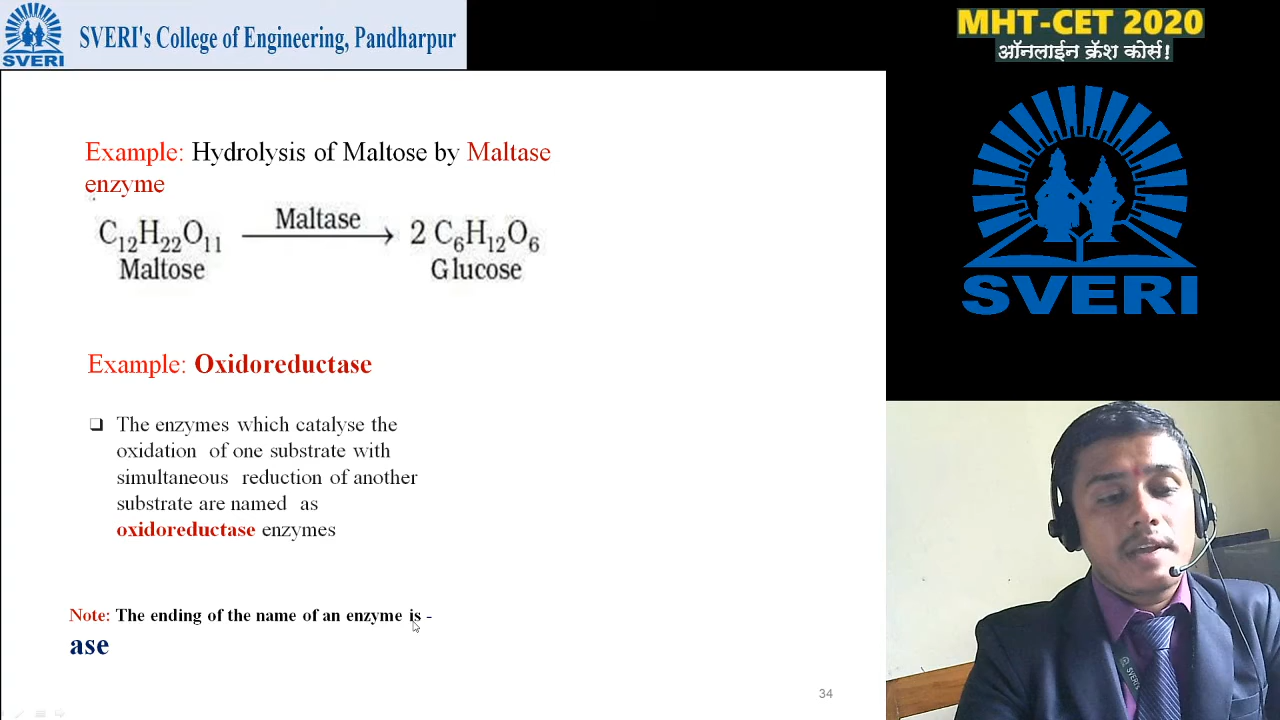 SVERI's College of Engineering, Pandharpur
SVERI
MHT-CET 2020
ऑनलाईन क्रॅश कोर्स!
SVERI
Example: Hydrolysis of Maltose by Maltase
enzyme
C₁₂H₂₂O₁₁ Maltase → 2 C₆H₁₂O₆
Maltose Glucose
Example: Oxidoreductase
❑ The enzymes which catalyse the
oxidation of one substrate with
simultaneous reduction of another
substrate are named as
oxidoreductase enzymes
Note: The ending of the name of an enzyme is -
ase
34
SVERI'S